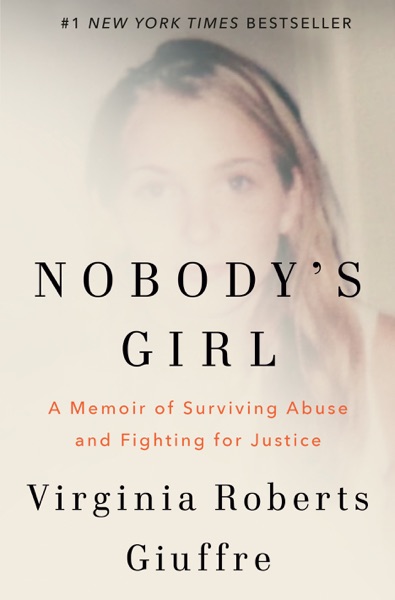 #1 NEW YORK TIMES BESTSELLER
NOBODY’S
GIRL
A Memoir of Surviving Abuse
and Fighting for Justice
Virginia Roberts
Giuffre